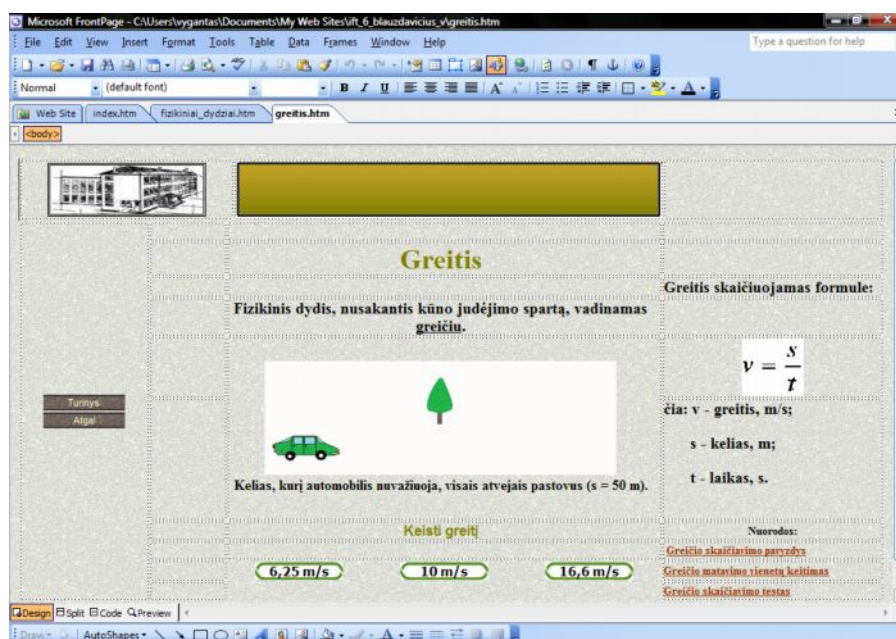 Microsoft FrontPage - C:\Users\vygantas\Documents\My Web Sites\ift_6_blauzdavicius_v\greitis.htm
File Edit View Insert Format Tools Table Data Frames Window Help
Type a question for help
Normal (default font) B I U A A A
Web Site index.htm fizikiniai_dydziai.htm greitis.htm
<body>
Greitis
Greitis skaičiuojamas formule:
Fizikinis dydis, nusakantis kūno judėjimo spartą, vadinamas
greičiu.
v = s/t
Turinys
Atgal
čia: v - greitis, m/s;
s - kelias, m;
t - laikas, s.
Kelias, kurį automobilis nuvažiuoja, visais atvejais pastovus (s = 50 m).
Keisti greitį
Nuorodos:
Greičio skaičiavimo pavyzdys
6,25 m/s 10 m/s 16,6 m/s
Greičio matavimo vienetų keitimas
Greičio skaičiavimo testas
Design Split Code Preview
Draw AutoShapes